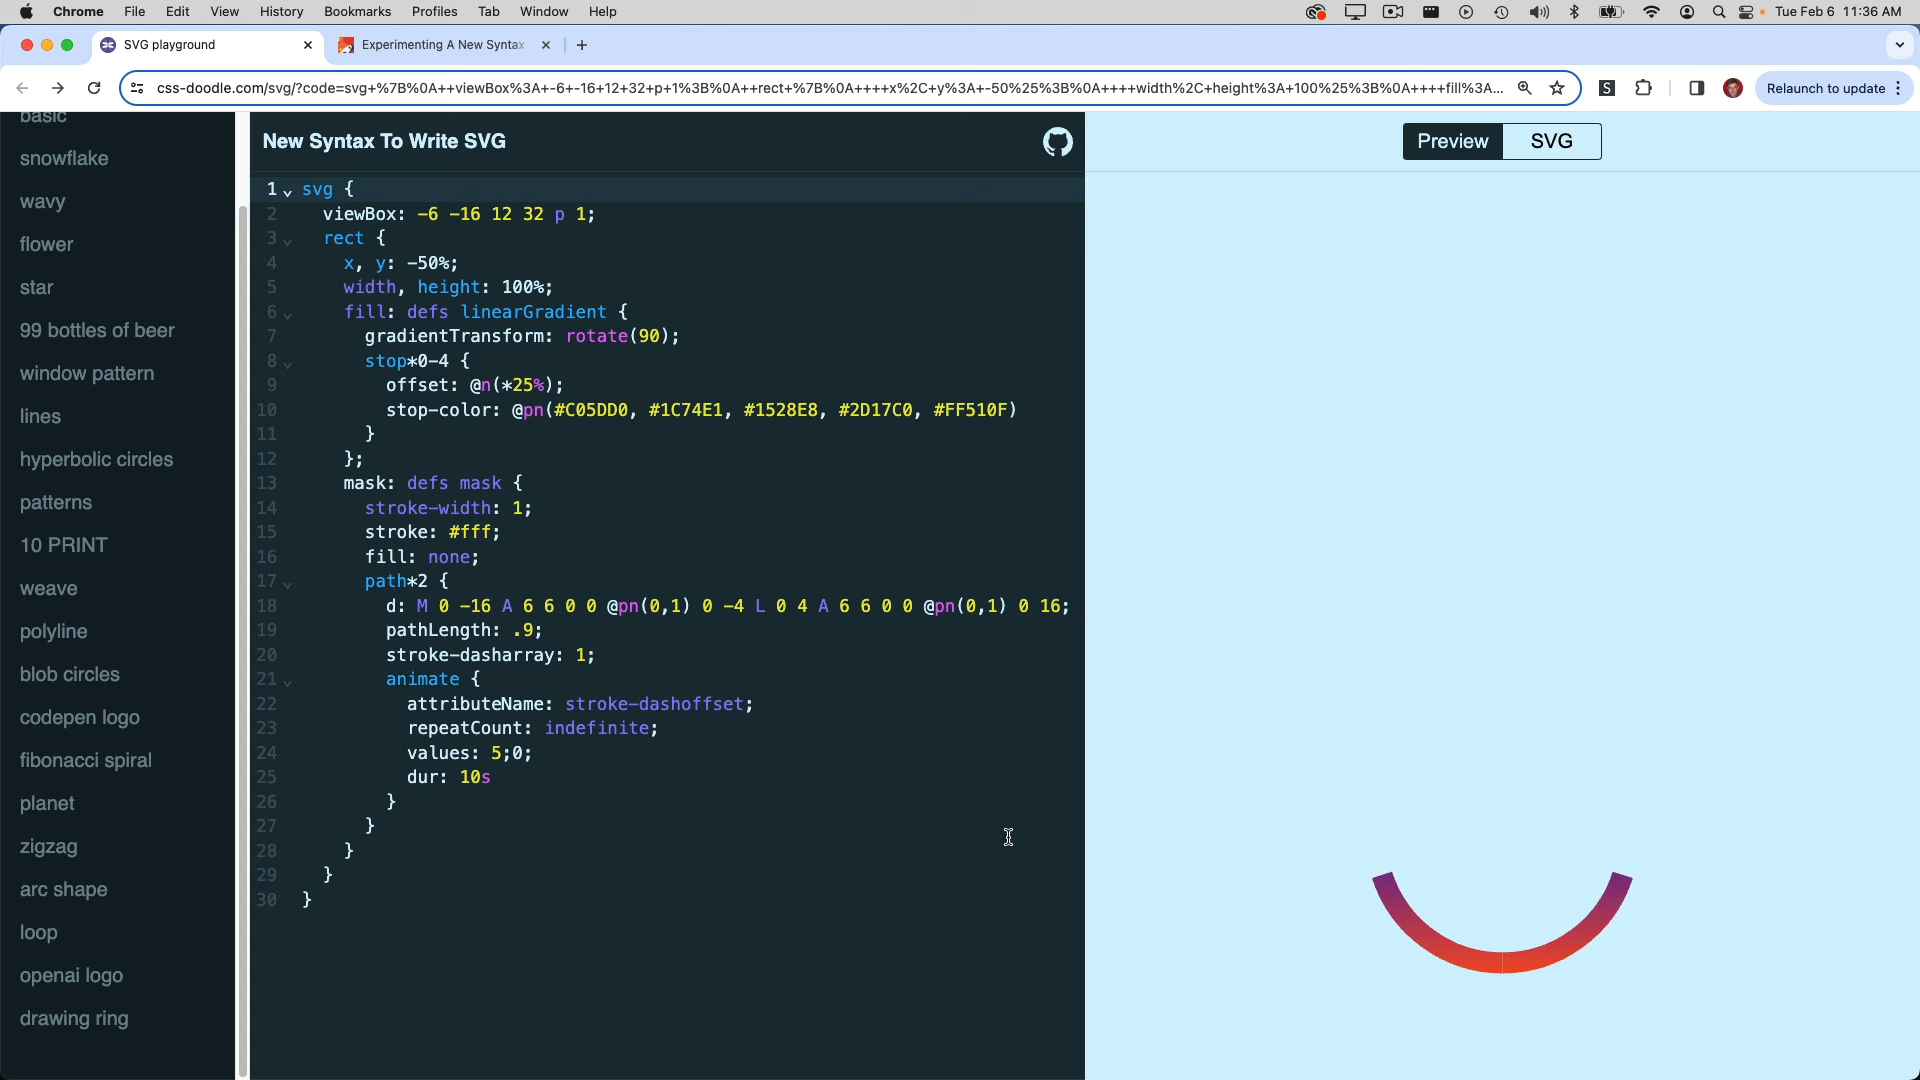 Chrome File Edit View History Bookmarks Profiles Tab Window Help Tue Feb 6 11:36 AM
SVG playground
Experimenting A New Syntax
css-doodle.com/svg/?code=svg+%7B%0A++viewBox%3A+-6+-16+12+32+p+1%3B%0A++rect+%7B%0A++++x%2C+y%3A+-50%25%3B%0A++++width%2C+height%3A+100%25%3B%0A++++fill%3A...
Relaunch to update
basic
snowflake
wavy
flower
star
99 bottles of beer
window pattern
lines
hyperbolic circles
patterns
10 PRINT
weave
polyline
blob circles
codepen logo
fibonacci spiral
planet
zigzag
arc shape
loop
openai logo
drawing ring
New Syntax To Write SVG
1 svg {
2 viewBox: -6 -16 12 32 p 1;
3 rect {
4 x, y: -50%;
5 width, height: 100%;
6 fill: defs linearGradient {
7 gradientTransform: rotate(90);
8 stop*0-4 {
9 offset: @n(*25%);
10 stop-color: @pn(#C05DD0, #1C74E1, #1528E8, #2D17C0, #FF510F)
11 }
12 };
13 mask: defs mask {
14 stroke-width: 1;
15 stroke: #fff;
16 fill: none;
17 path*2 {
18 d: M 0 -16 A 6 6 0 0 @pn(0,1) 0 -4 L 0 4 A 6 6 0 0 @pn(0,1) 0 16;
19 pathLength: .9;
20 stroke-dasharray: 1;
21 animate {
22 attributeName: stroke-dashoffset;
23 repeatCount: indefinite;
24 values: 5;0;
25 dur: 10s
26 }
27 }
28 }
29 }
30 }
Preview SVG